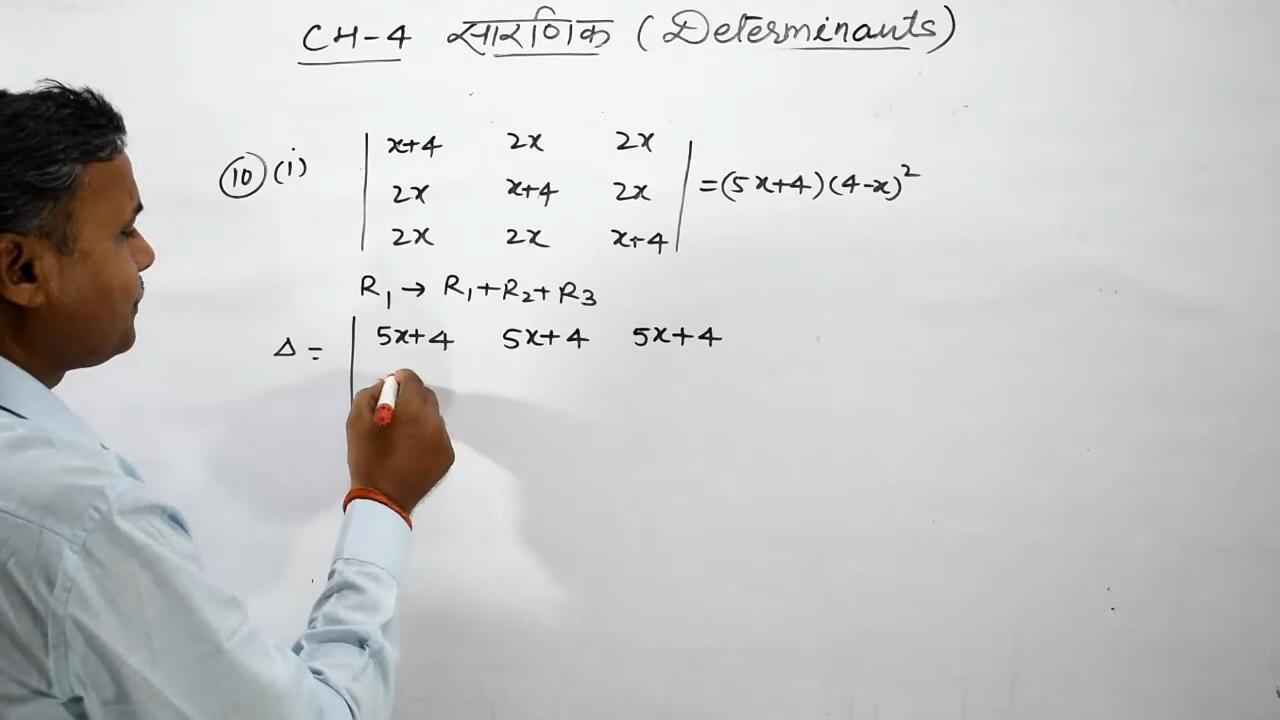 CH-4 सारणिक (Determinants)
10 (i) | x+4 2x 2x |
| 2x x+4 2x | =(5x+4)(4-x)²
| 2x 2x x+4 |
R₁ → R₁+R₂+R₃
Δ = | 5x+4 5x+4 5x+4